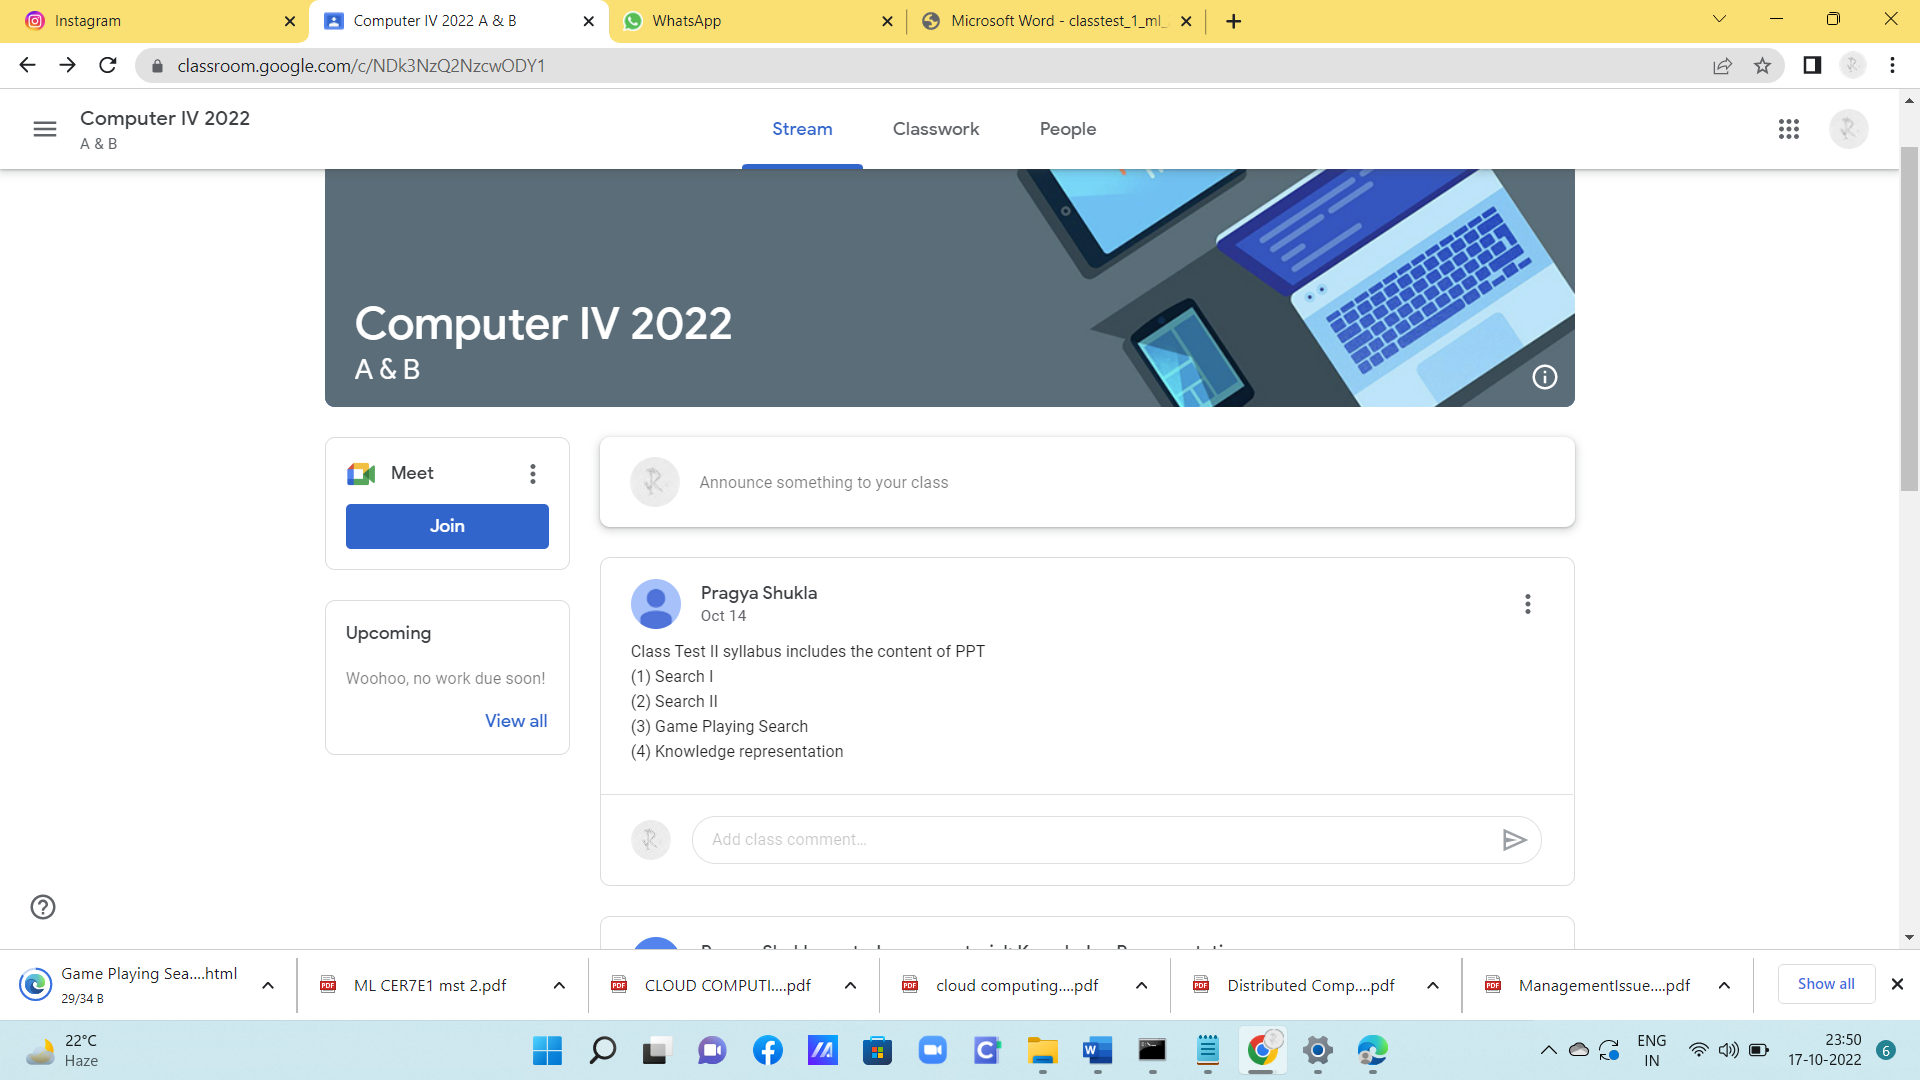 Instagram
Computer IV 2022 A & B
WhatsApp
Microsoft Word - classtest_1_ml_
classroom.google.com/c/NDk3NzQ2NzcwODY1
Computer IV 2022
A & B
Stream
Classwork
People
Computer IV 2022
A & B
Meet
Join
Upcoming
Woohoo, no work due soon!
View all
Announce something to your class
Pragya Shukla
Oct 14
Class Test II syllabus includes the content of PPT
(1) Search I
(2) Search II
(3) Game Playing Search
(4) Knowledge representation
Add class comment...
Game Playing Sea....html
29/34 B
ML CER7E1 mst 2.pdf
CLOUD COMPUTI....pdf
cloud computing....pdf
Distributed Comp....pdf
ManagementIssue....pdf
Show all
22°C
Haze
ENG
IN
23:50
17-10-2022
6